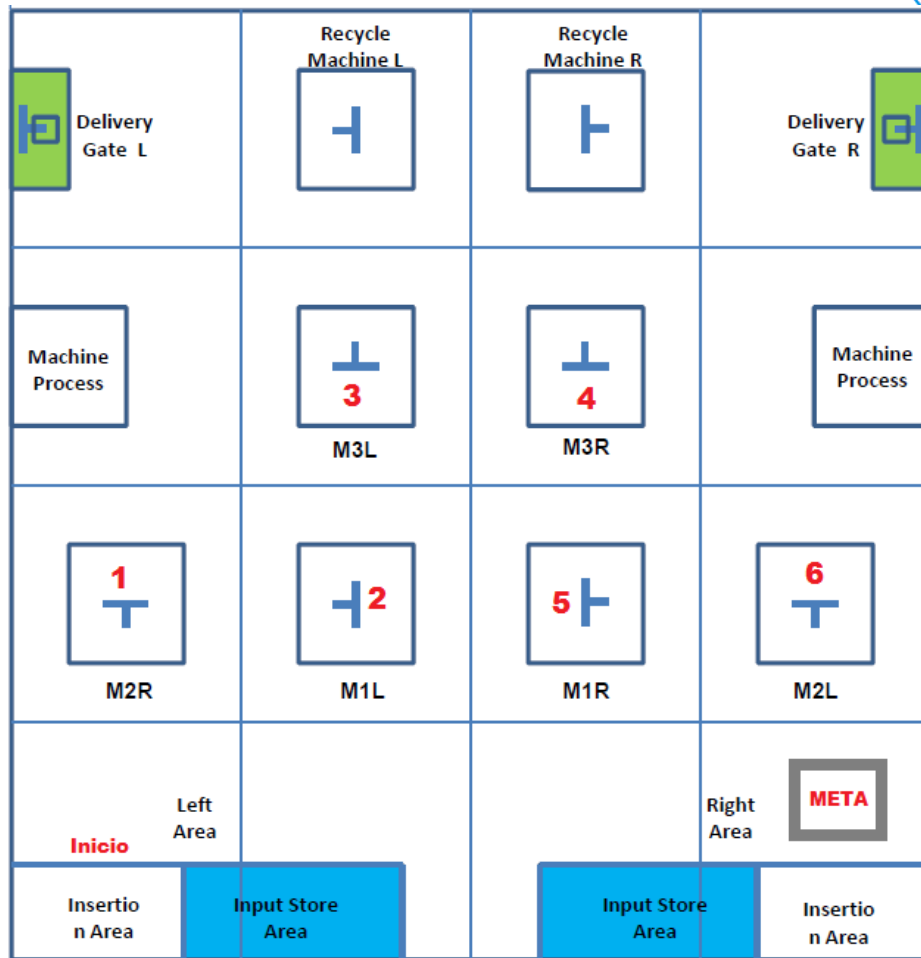 Recycle
Machine L
Recycle
Machine R
Delivery
Gate L
Delivery
Gate R
Machine
Process
3
M3L
4
M3R
Machine
Process
1
M2R
2
M1L
5
M1R
6
M2L
Left
Area
Right
Area
META
Inicio
Insertio
n Area
Input Store
Area
Input Store
Area
Insertio
n Area